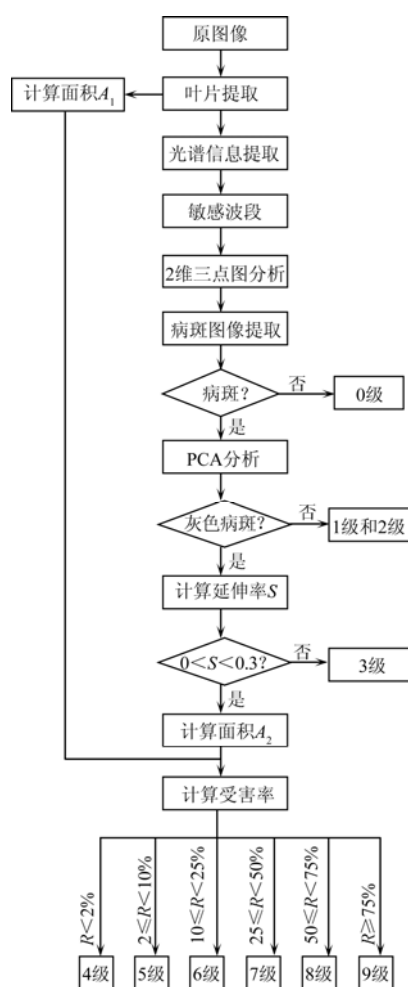 原图像
计算面积A₁
叶片提取
光谱信息提取
敏感波段
2维三点图分析
病斑图像提取
病斑?
否
0级
是
PCA分析
灰色病斑?
否
1级和2级
是
计算延伸率S
0<S<0.3?
否
3级
是
计算面积A₂
计算受害率
R<2%
2≤R<10%
10≤R<25%
25≤R<50%
50≤R<75%
R≥75%
4级
5级
6级
7级
8级
9级